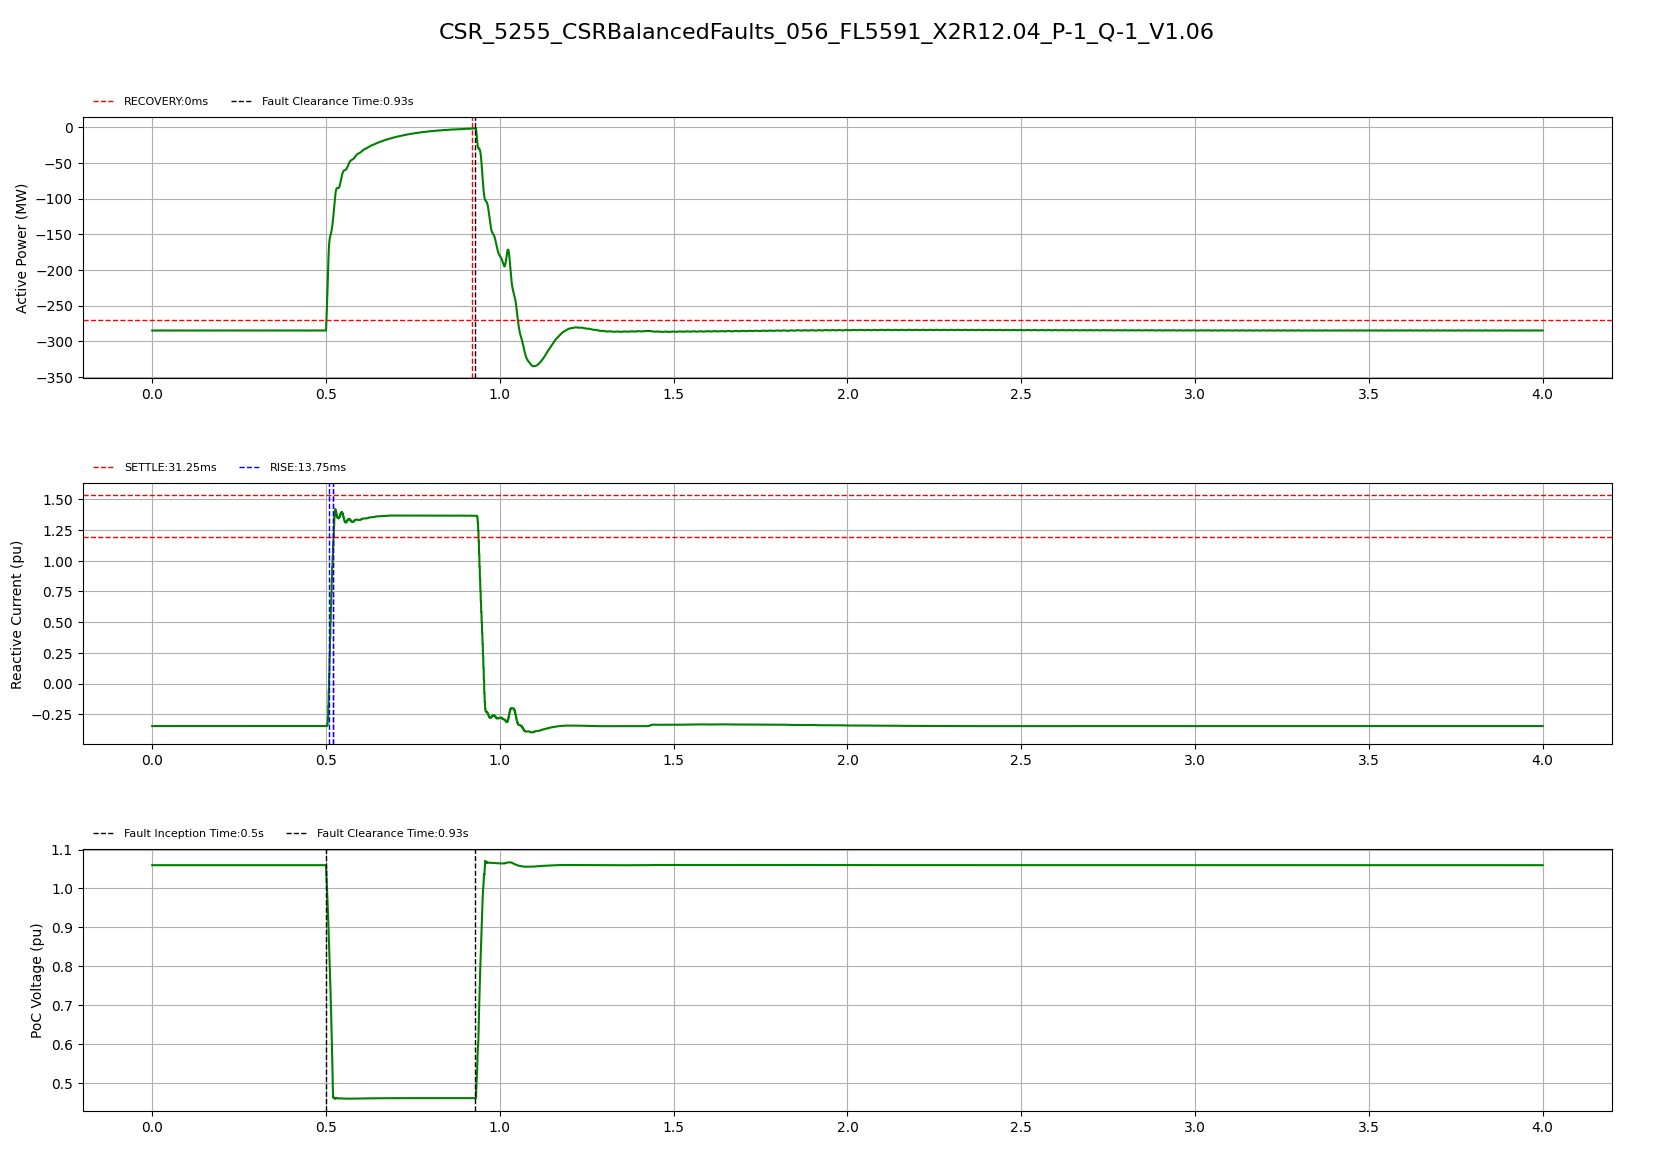 CSR_5255_CSRBalancedFaults_056_FL5591_X2R12.04_P-1_Q-1_V1.06
RECOVERY:0ms Fault Clearance Time:0.93s
Active Power (MW)
0
−50
−100
−150
−200
−250
−300
−350
0.0 0.5 1.0 1.5 2.0 2.5 3.0 3.5 4.0
SETTLE:31.25ms RISE:13.75ms
Reactive Current (pu)
1.50
1.25
1.00
0.75
0.50
0.25
0.00
−0.25
0.0 0.5 1.0 1.5 2.0 2.5 3.0 3.5 4.0
Fault Inception Time:0.5s Fault Clearance Time:0.93s
PoC Voltage (pu)
1.1
1.0
0.9
0.8
0.7
0.6
0.5
0.0 0.5 1.0 1.5 2.0 2.5 3.0 3.5 4.0